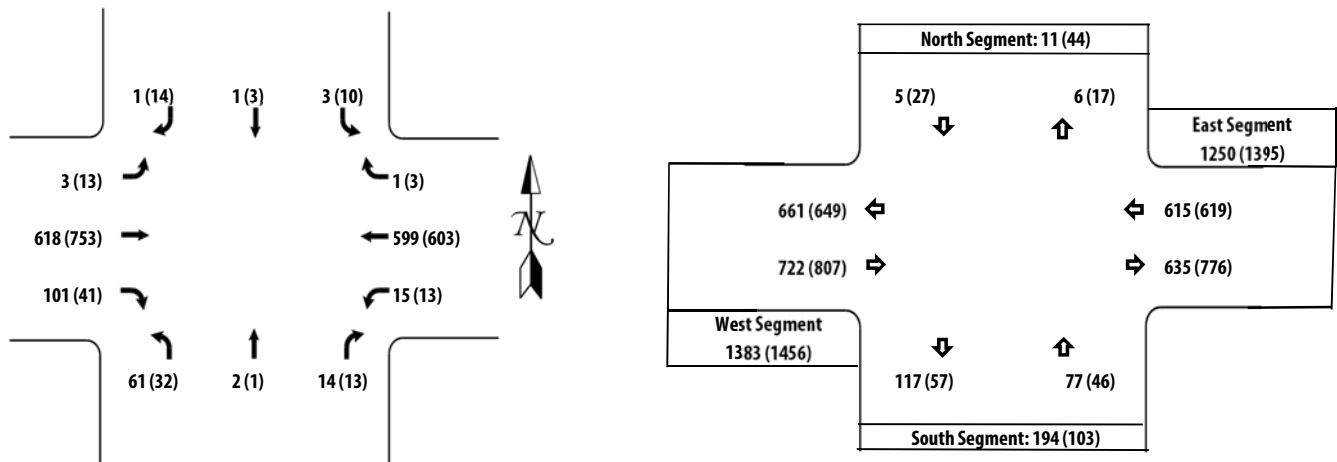 1 (14) 1 (3) 3 (10)
3 (13) 1 (3)
618 (753) 599 (603)
101 (41) 15 (13)
61 (32) 2 (1) 14 (13)
N
North Segment: 11 (44)
5 (27) 6 (17)
East Segment
1250 (1395)
661 (649) 615 (619)
722 (807) 635 (776)
West Segment
1383 (1456)
117 (57) 77 (46)
South Segment: 194 (103)